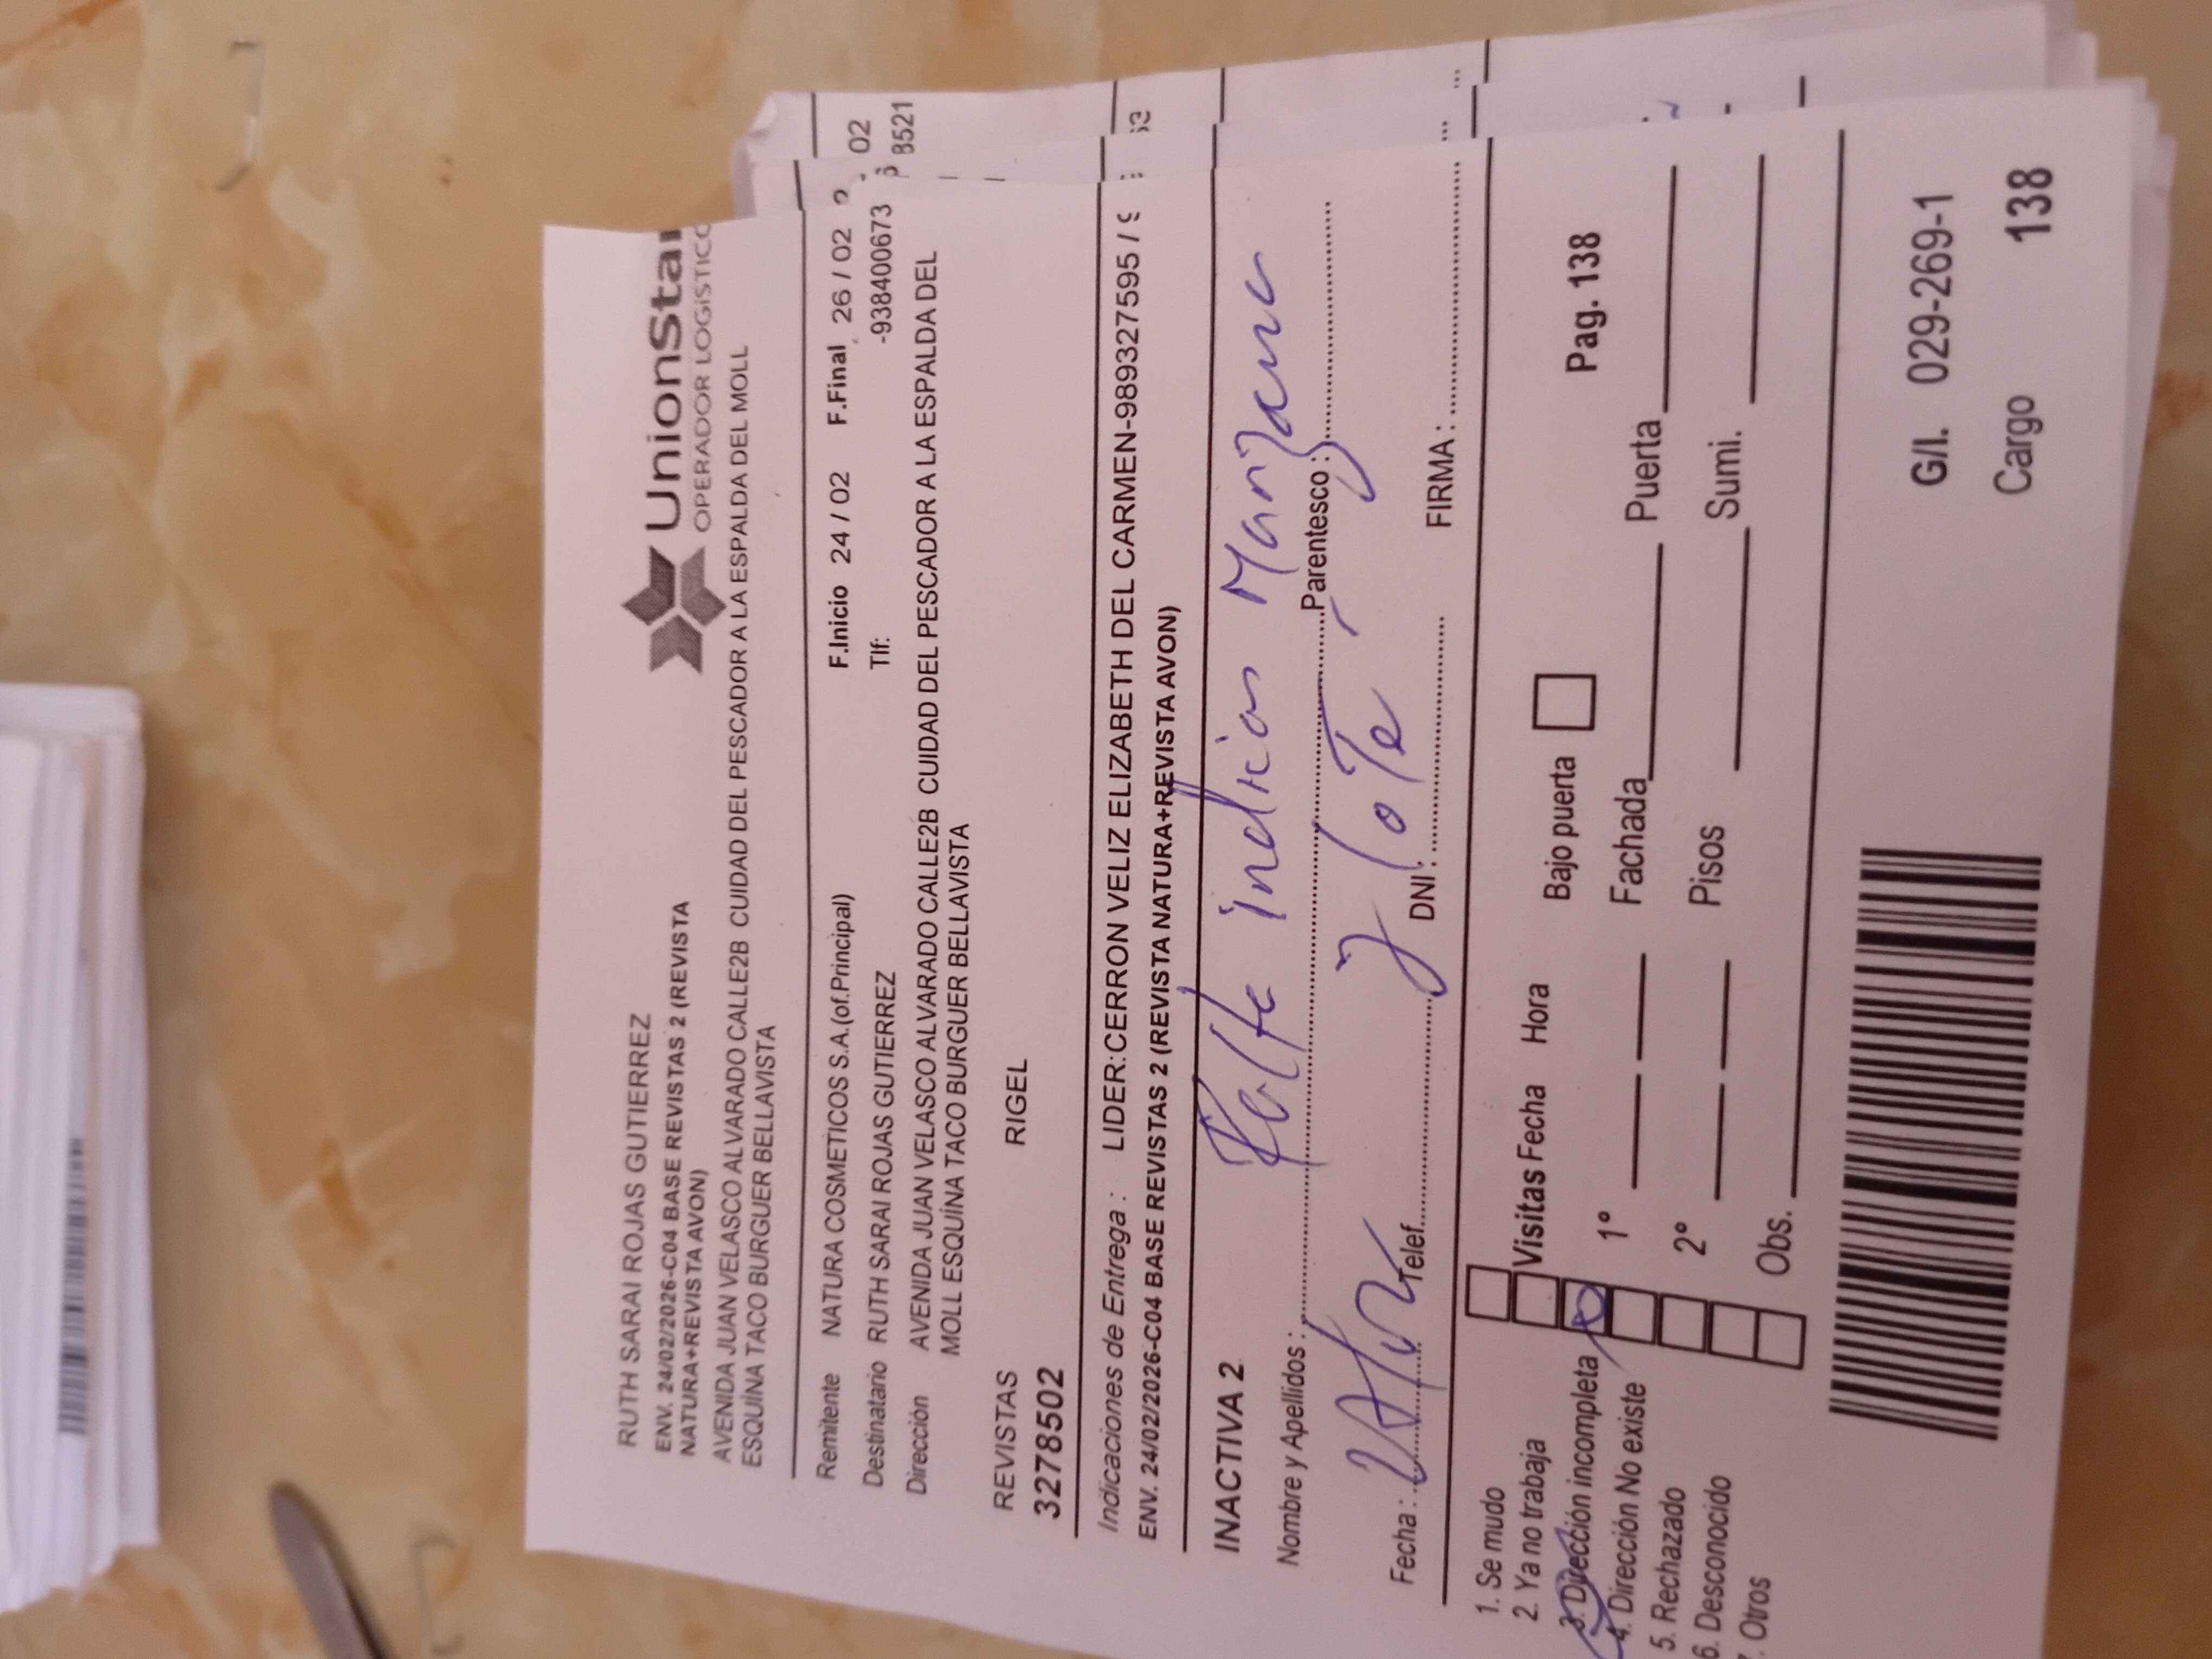 RUTH SARAI ROJAS GUTIERREZ
ENV. 24/02/2026-C04 BASE REVISTAS 2 (REVISTA
NATURA+REVISTA AVON)
AVENIDA JUAN VELASCO ALVARADO CALLE2B CUIDAD DEL PESCADOR A LA ESPALDA DEL MOLL
ESQUINA TACO BURGUER BELLAVISTA
UnionStar
OPERADOR LOGISTICO
Remitente NATURA COSMETICOS S.A.(of.Principal) F.Inicio 24 / 02 F.Final 26 / 02
Destinatario RUTH SARAI ROJAS GUTIERREZ Tlf: -938400673
Dirección AVENIDA JUAN VELASCO ALVARADO CALLE2B CUIDAD DEL PESCADOR A LA ESPALDA DEL
MOLL ESQUINA TACO BURGUER BELLAVISTA
REVISTAS RIGEL
3278502
Indicaciones de Entrega : LIDER:CERRON VELIZ ELIZABETH DEL CARMEN-989327595 / 9
ENV. 24/02/2026-C04 BASE REVISTAS 2 (REVISTA NATURA+REVISTA AVON)
INACTIVA 2
Falta indicar Manzana
Nombre y Apellidos : Parentesco :
y lote
Fecha : Telef. DNI : FIRMA :
1. Se mudo
2. Ya no trabaja
3. Dirección incompleta
4. Dirección No existe
5. Rechazado
6. Desconocido
7. Otros
Visitas Fecha Hora Bajo puerta Pag. 138
1° Fachada Puerta
2° Pisos Sumi.
Obs.
G/I. 029-269-1
Cargo 138
02
8521